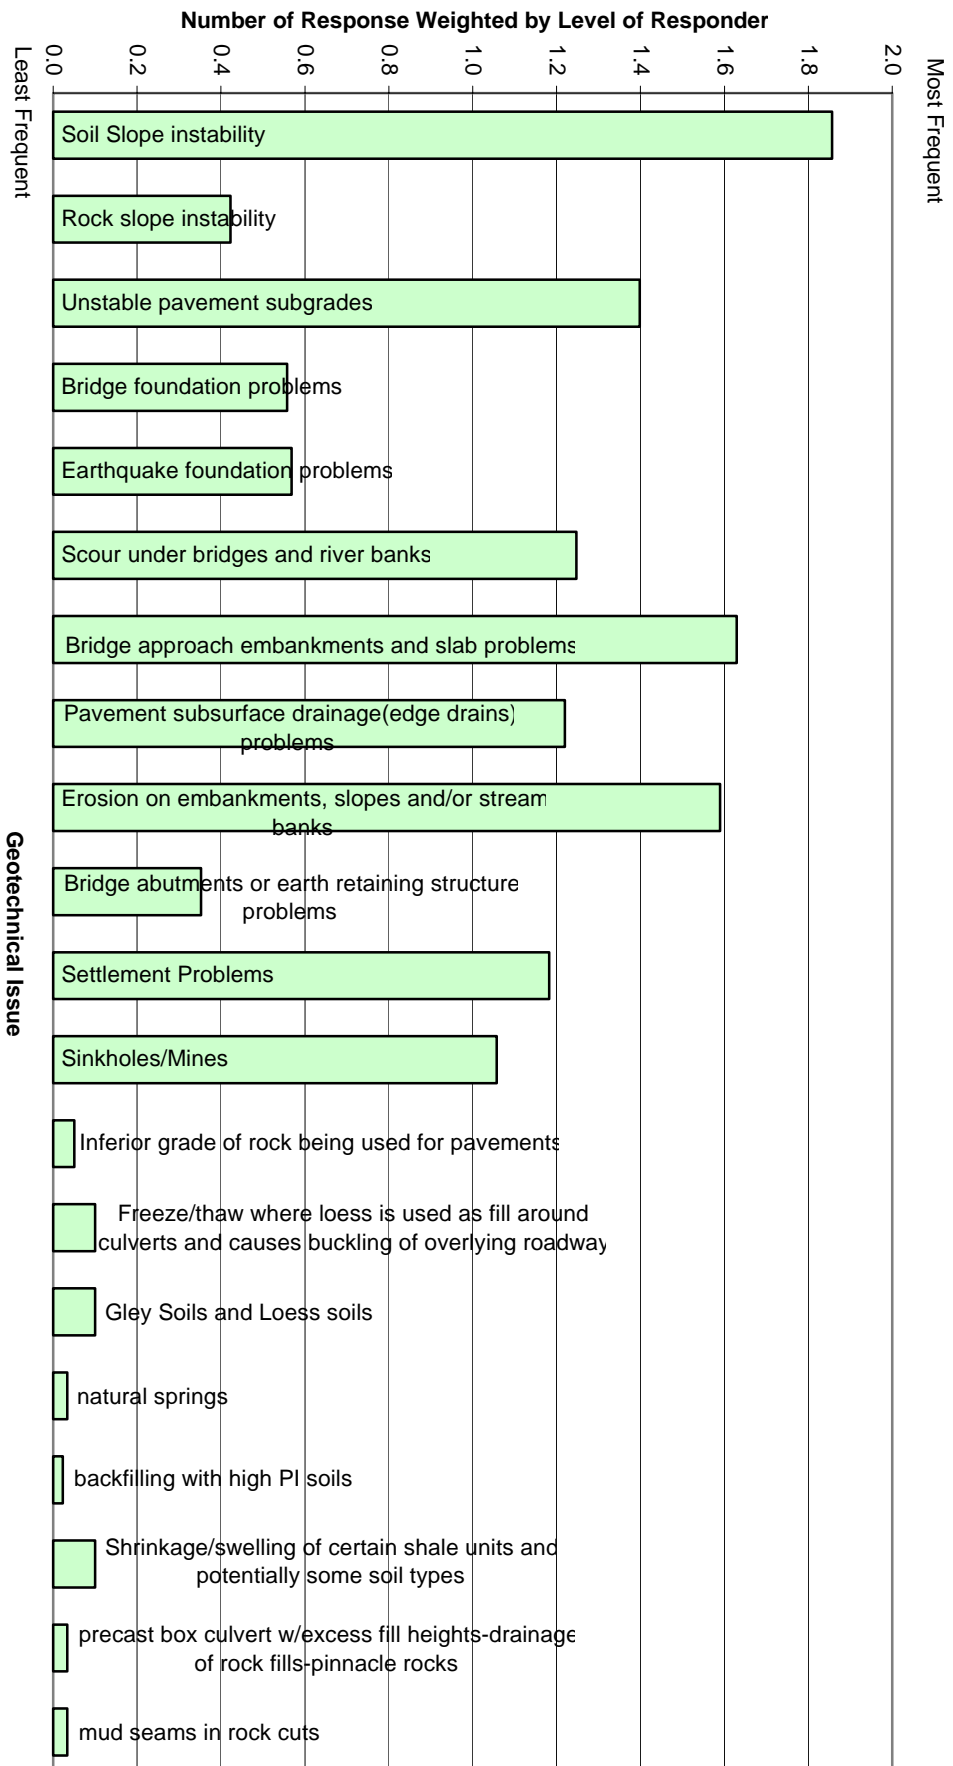 Number of Response Weighted by Level of Responder
Most Frequent
0.0
0.2
0.4
0.6
0.8
1.0
1.2
1.4
1.6
1.8
2.0
Least Frequent
Soil Slope instability
Rock slope instability
Unstable pavement subgrades
Bridge foundation problems
Earthquake foundation problems
Scour under bridges and river banks
Bridge approach embankments and slab problems
Pavement subsurface drainage(edge drains)
problems
Erosion on embankments, slopes and/or stream
banks
Bridge abutments or earth retaining structure
problems
Settlement Problems
Sinkholes/Mines
Inferior grade of rock being used for pavements
Freeze/thaw where loess is used as fill around
culverts and causes buckling of overlying roadway
Gley Soils and Loess soils
natural springs
backfilling with high PI soils
Shrinkage/swelling of certain shale units and
potentially some soil types
precast box culvert w/excess fill heights-drainage
of rock fills-pinnacle rocks
mud seams in rock cuts
Geotechnical Issue